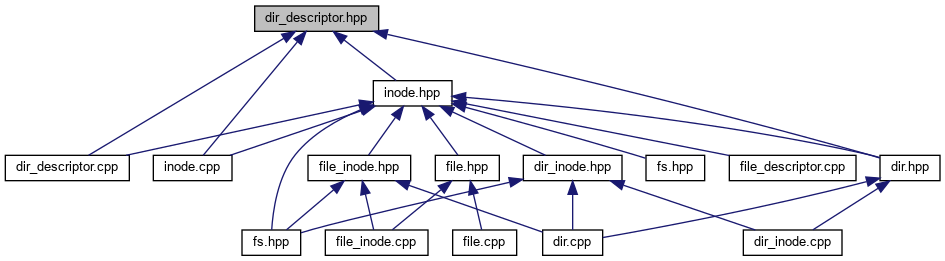 dir_descriptor.hpp
inode.hpp
dir_descriptor.cpp
inode.cpp
file_inode.hpp
file.hpp
dir_inode.hpp
fs.hpp
file_descriptor.cpp
dir.hpp
fs.hpp
file_inode.cpp
file.cpp
dir.cpp
dir_inode.cpp